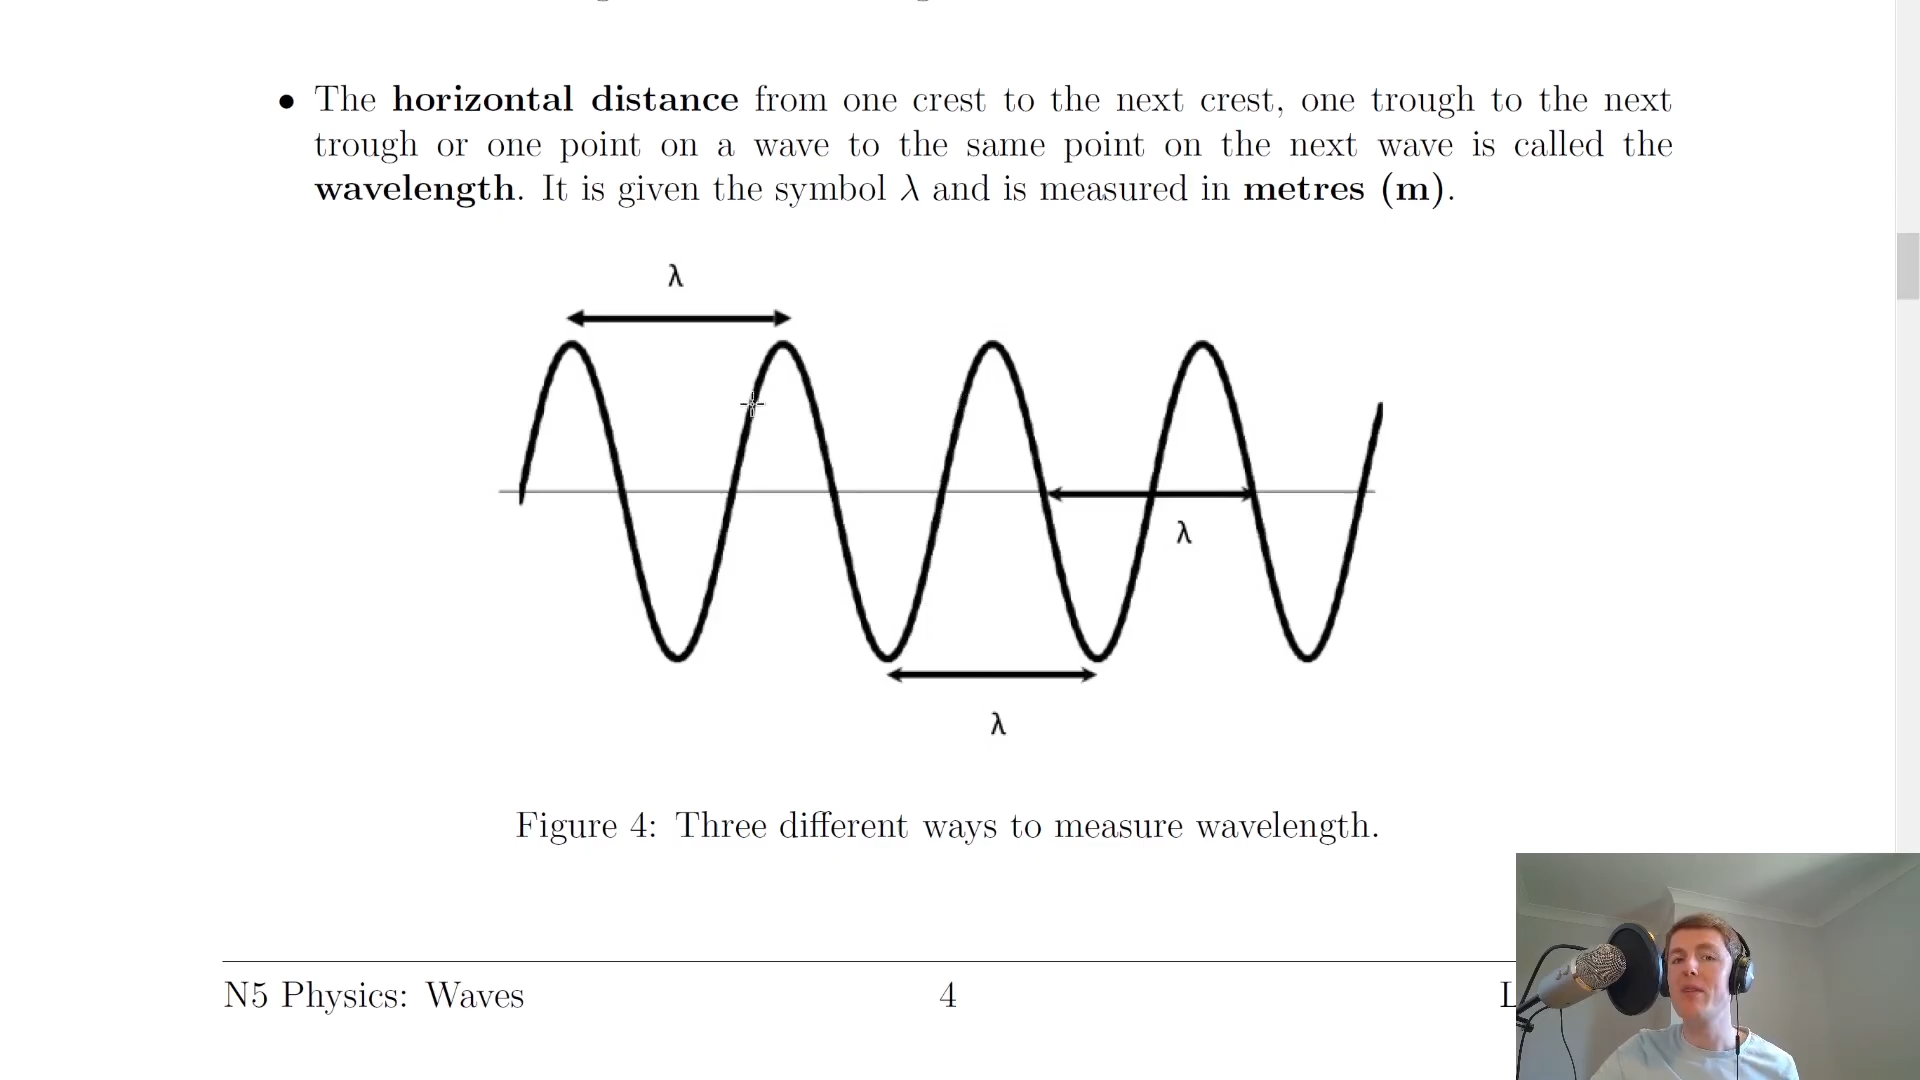 • The horizontal distance from one crest to the next crest, one trough to the next
trough or one point on a wave to the same point on the next wave is called the
wavelength. It is given the symbol λ and is measured in metres (m).
λ
λ
λ
Figure 4: Three different ways to measure wavelength.
N5 Physics: Waves 4